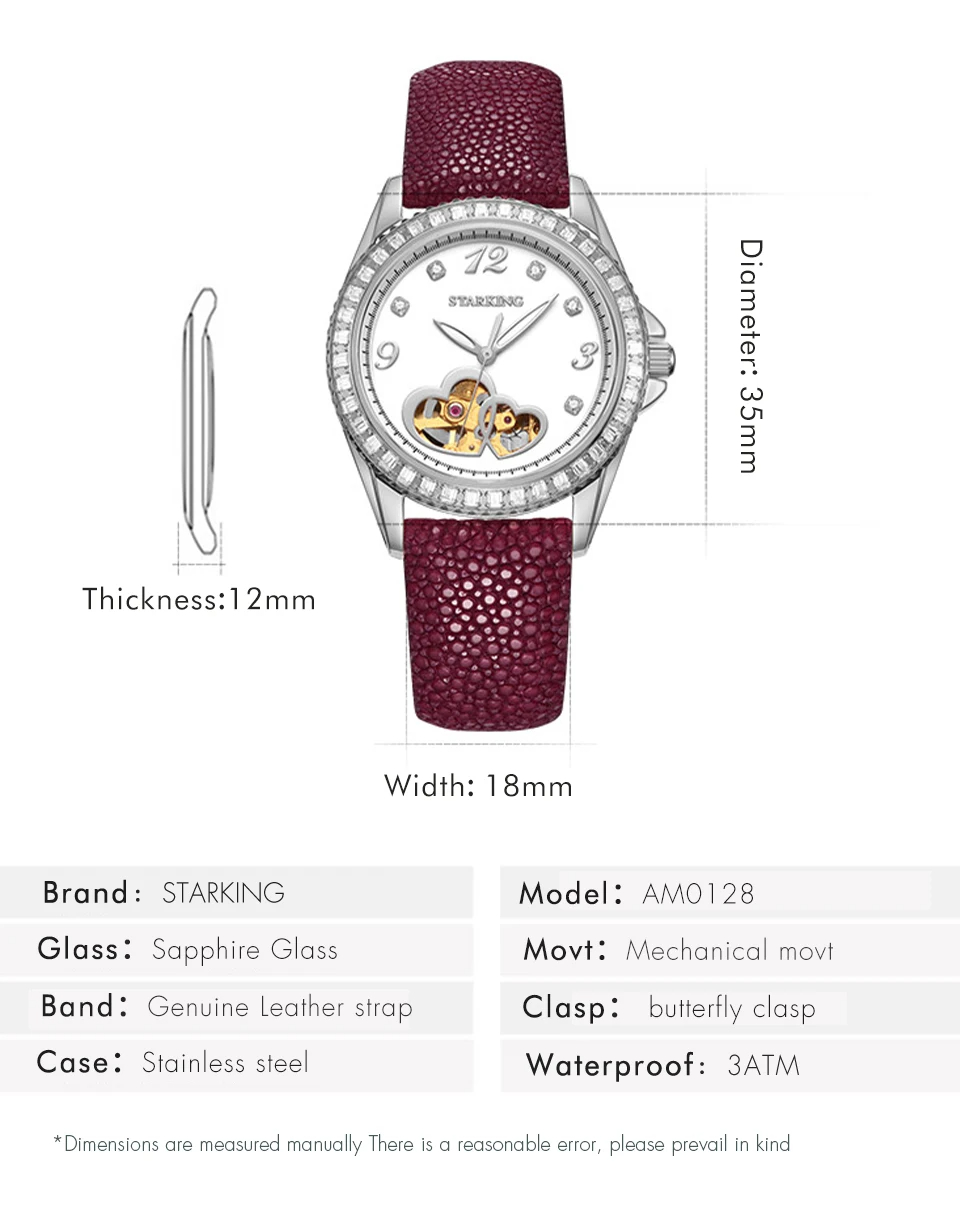 12
STARKING
9
3
Diameter: 35mm
Thickness:12mm
Width: 18mm
Brand: STARKING
Model: AM0128
Glass: Sapphire Glass
Movt: Mechanical movt
Band: Genuine Leather strap
Clasp: butterfly clasp
Case: Stainless steel
Waterproof: 3ATM
*Dimensions are measured manually There is a reasonable error, please prevail in kind